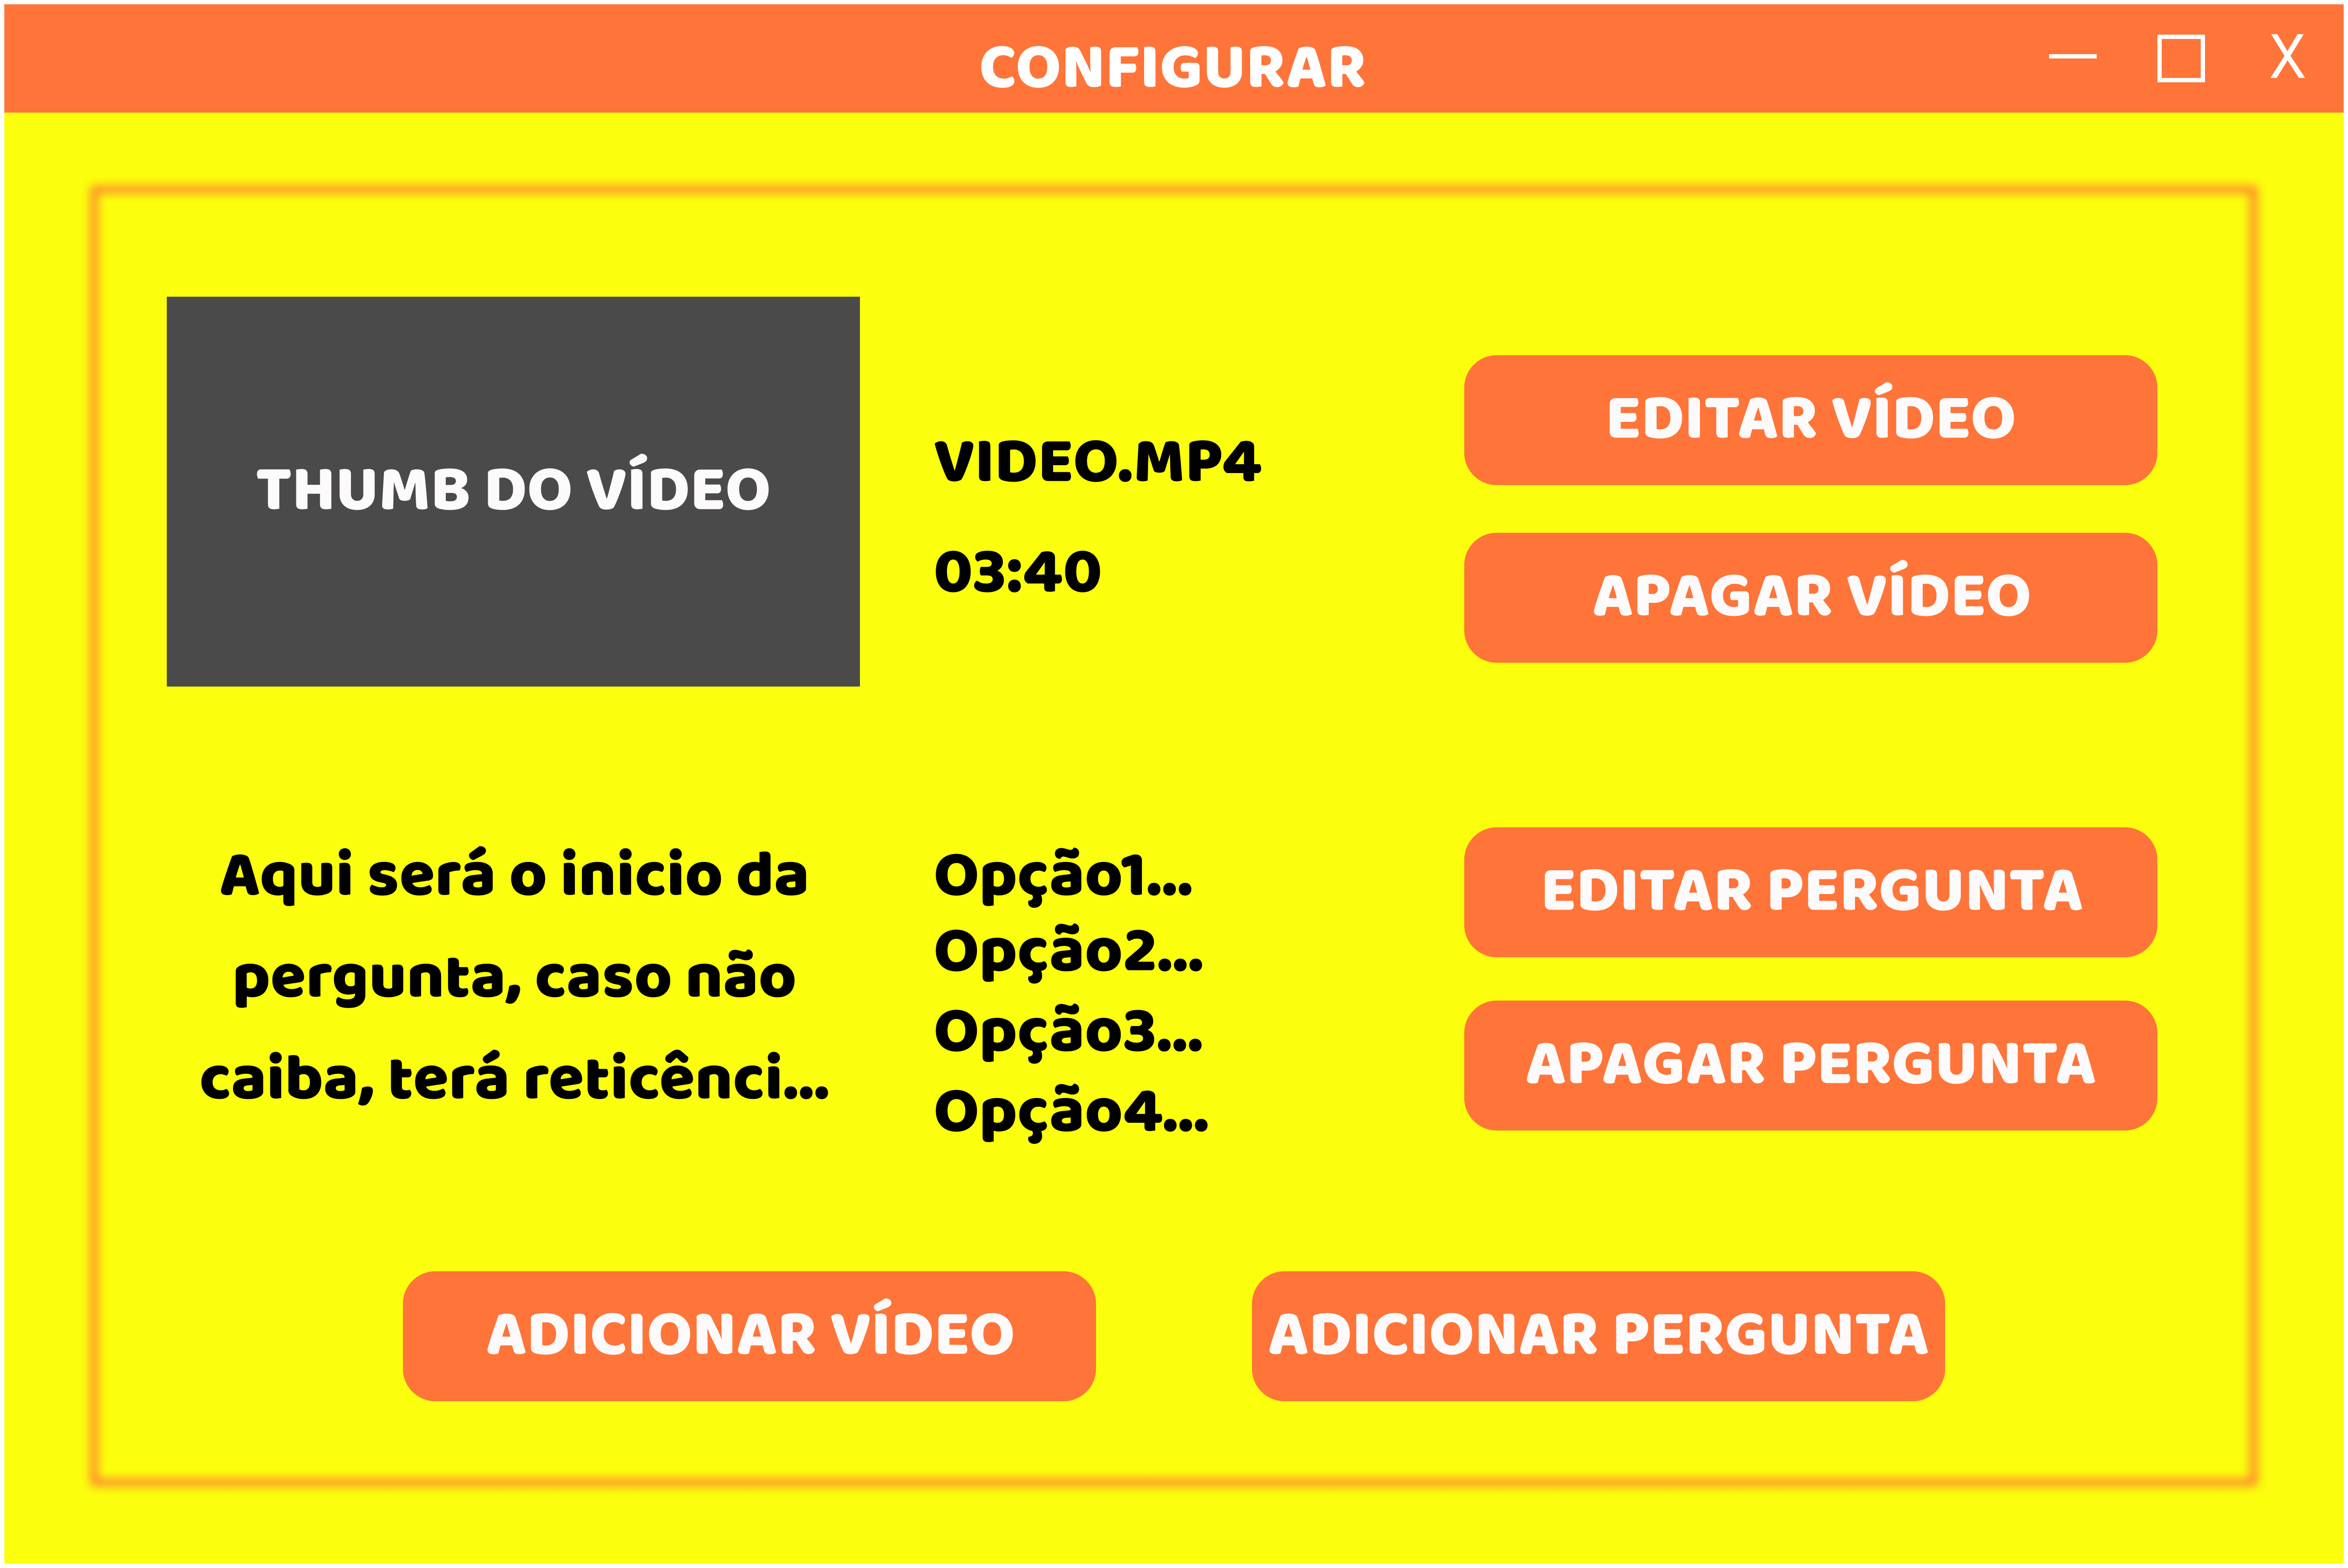 CONFIGURAR
THUMB DO VÍDEO
VIDEO.MP4
03:40
EDITAR VÍDEO
APAGAR VÍDEO
Aqui será o inicio da
pergunta, caso não
caiba, terá reticênci...
Opção1...
Opção2...
Opção3...
Opção4...
EDITAR PERGUNTA
APAGAR PERGUNTA
ADICIONAR VÍDEO
ADICIONAR PERGUNTA